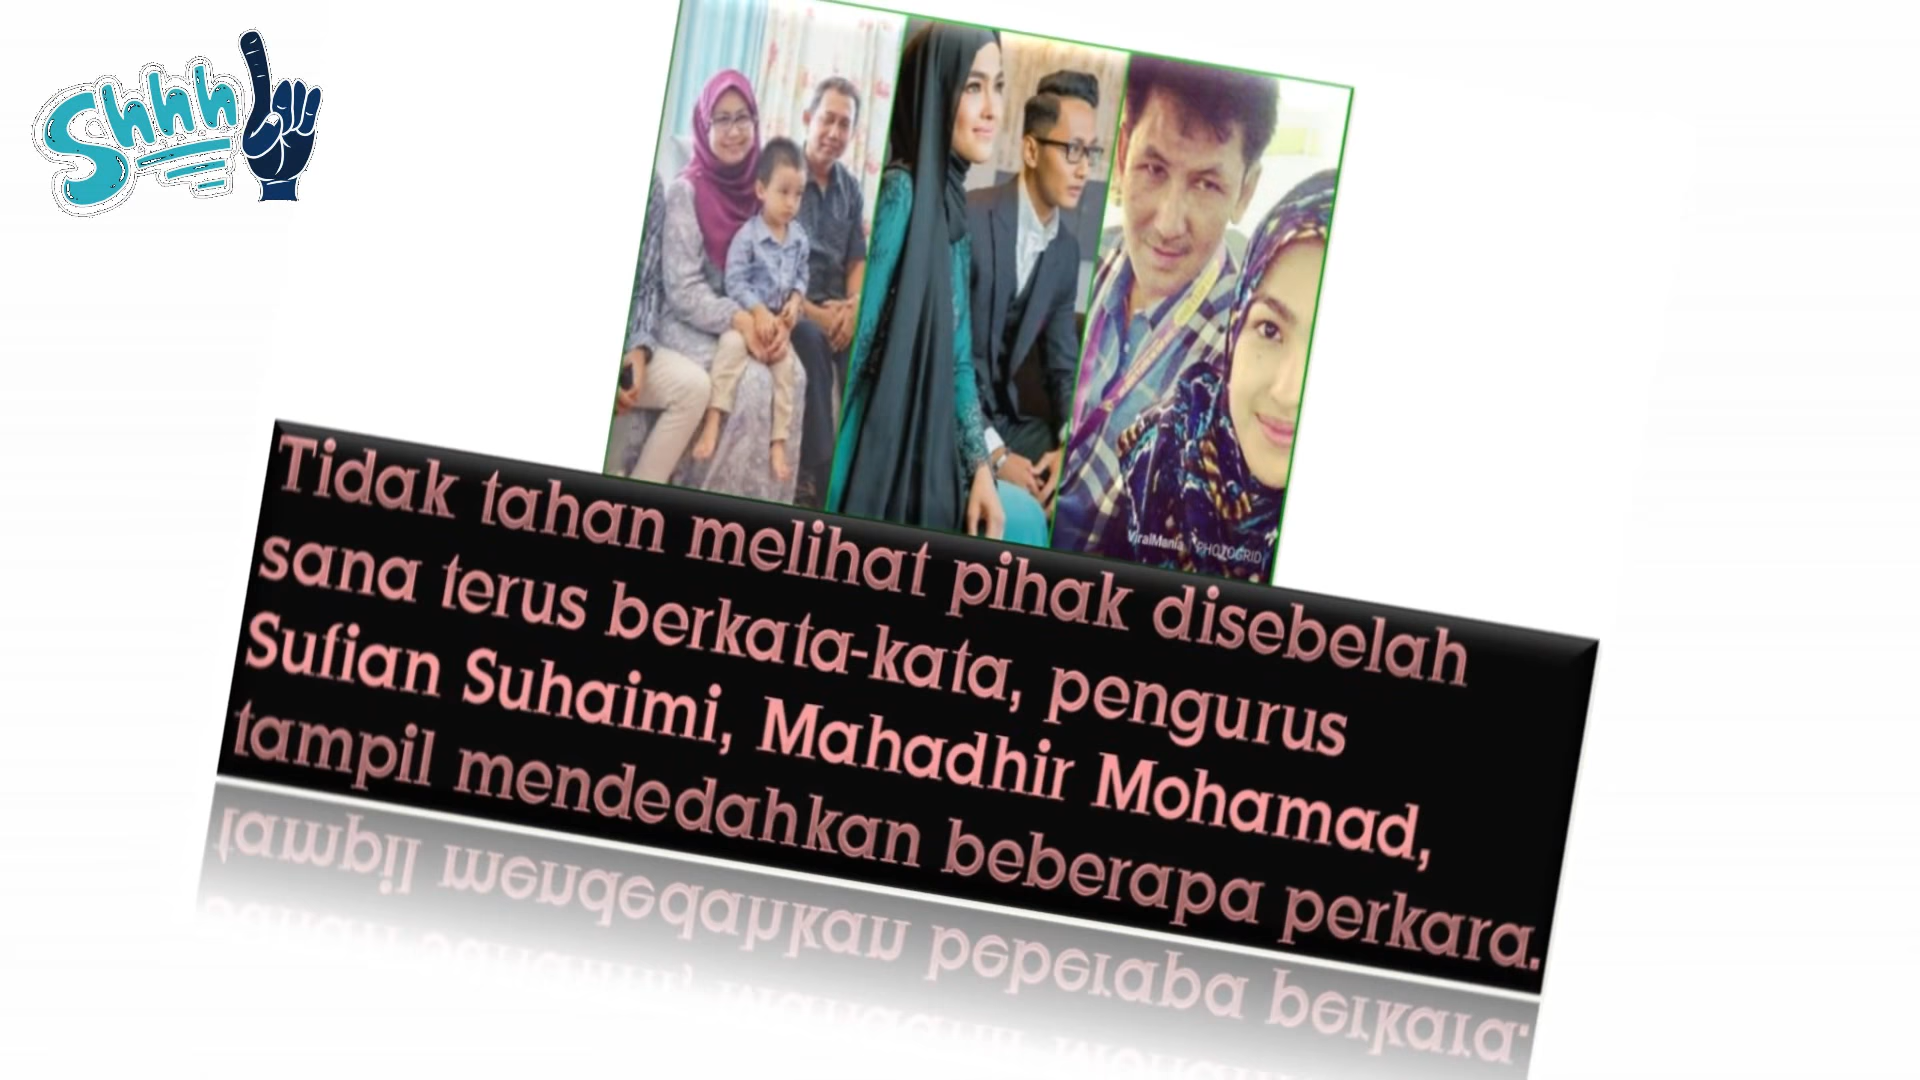 Shhh
ViralMania PHOTOGRID
Tidak tahan melihat pihak disebelah
sana terus berkata-kata, pengurus
Sufian Suhaimi, Mahadhir Mohamad,
tampil mendedahkan beberapa perkara.